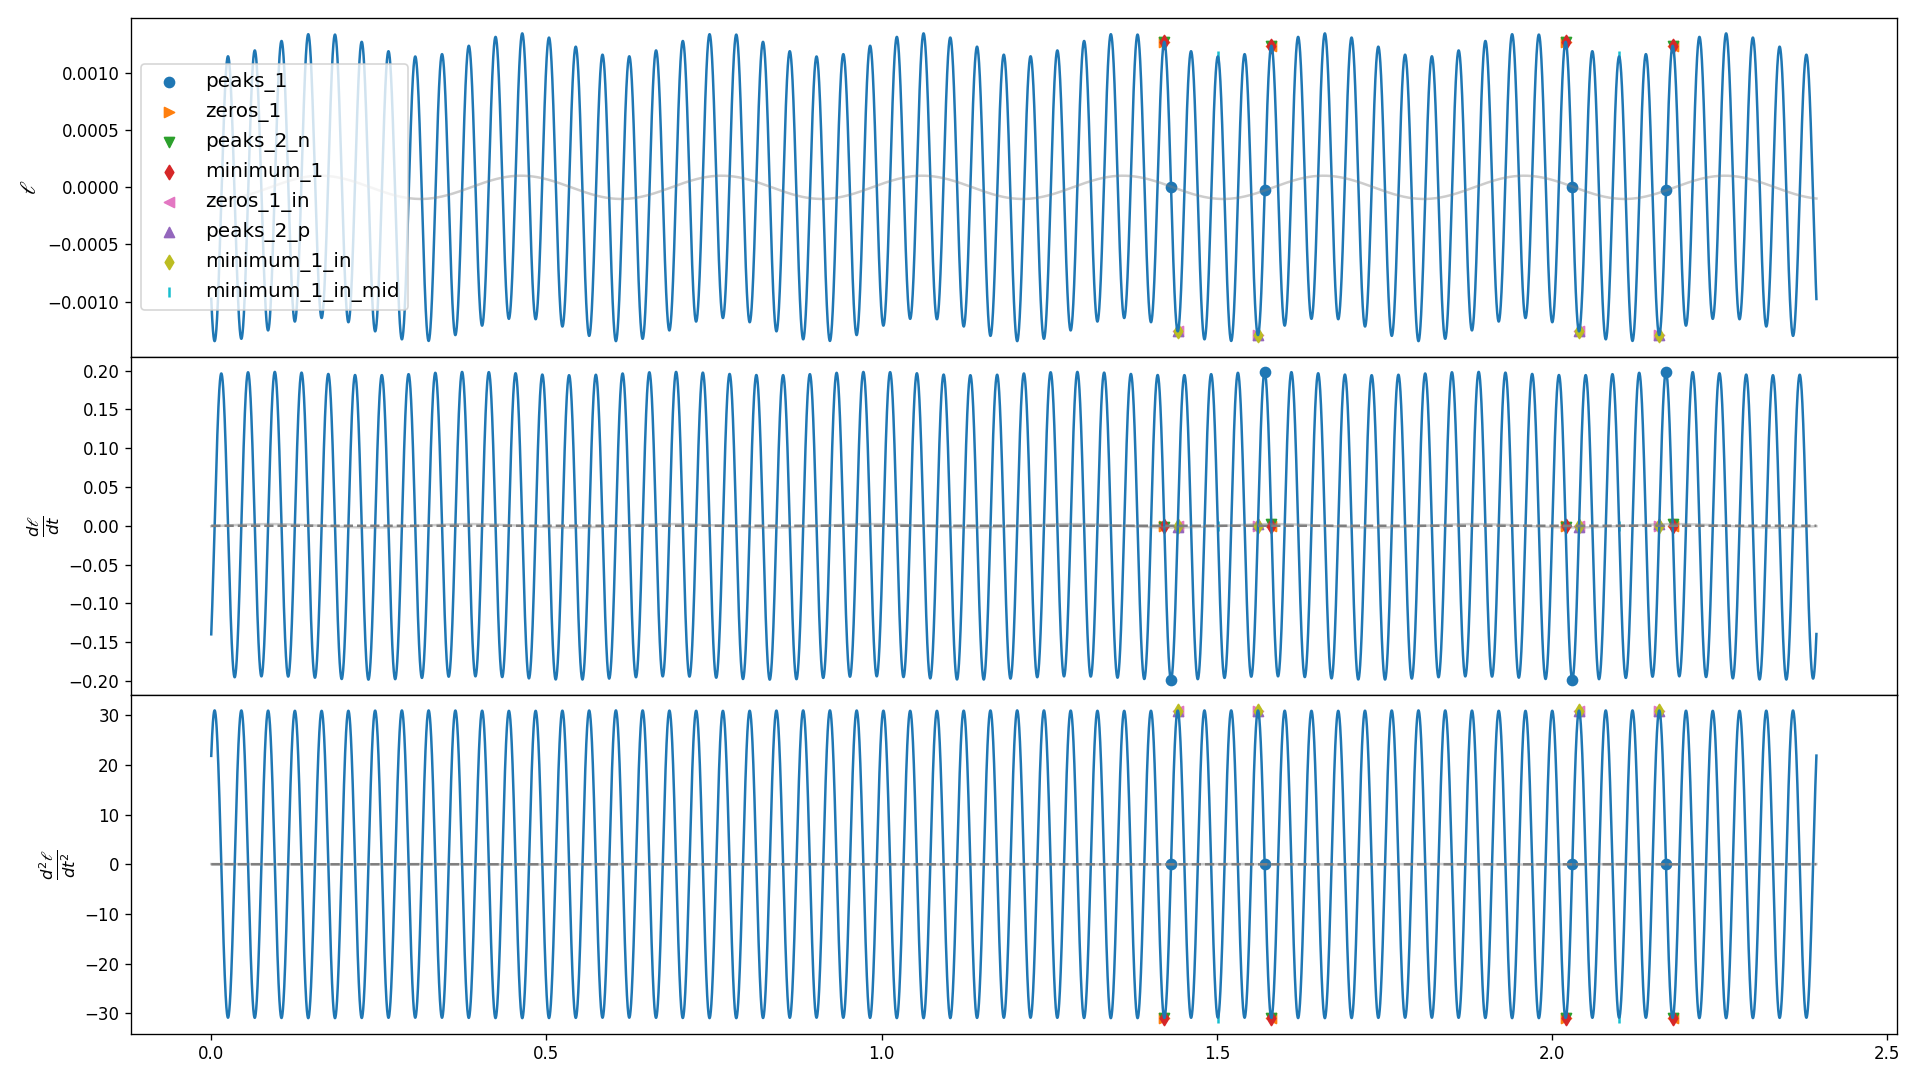 0.0010
0.0005
0.0000
−0.0005
−0.0010
ℓ
peaks_1
zeros_1
peaks_2_n
minimum_1
zeros_1_in
peaks_2_p
minimum_1_in
minimum_1_in_mid
0.20
0.15
0.10
0.05
0.00
−0.05
−0.10
−0.15
−0.20
dℓ
dt
30
20
10
0
−10
−20
−30
d²ℓ
dt²
0.0 0.5 1.0 1.5 2.0 2.5